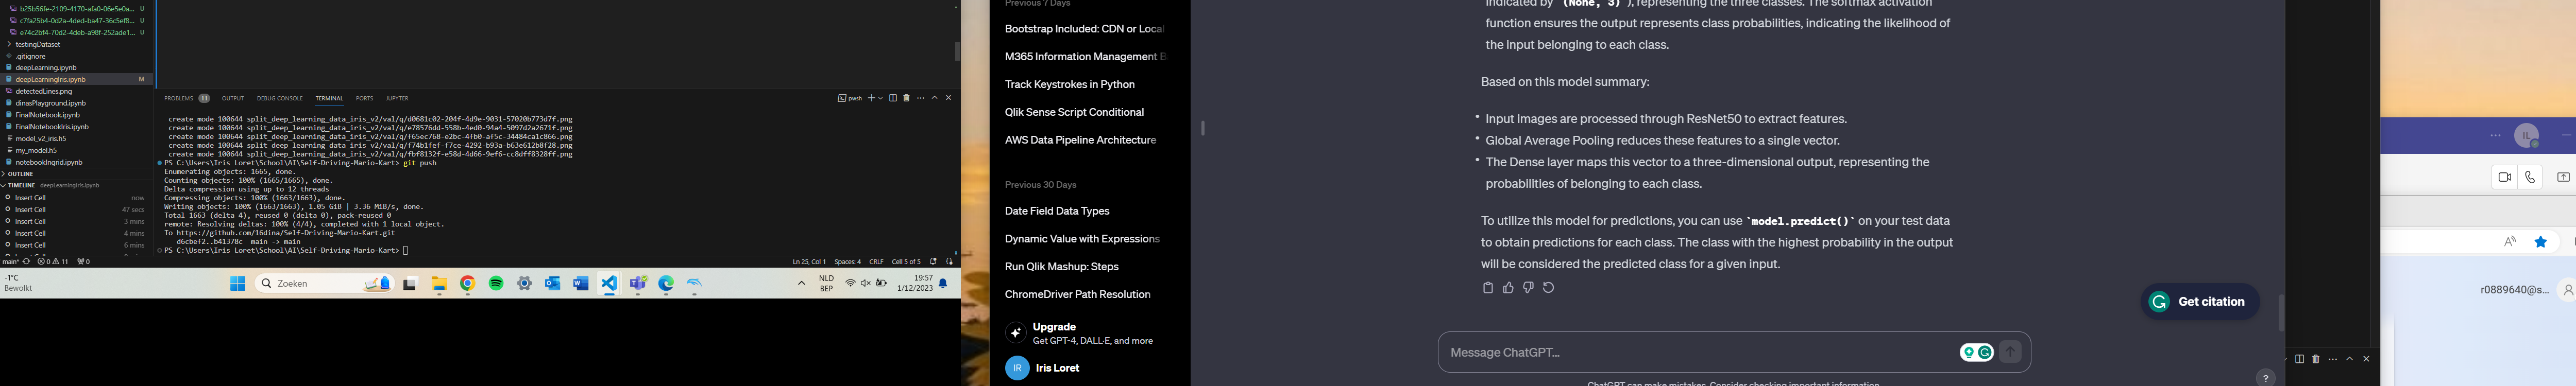 b25b56fe-2109-4170-afa0-06e5e0a... U
c7fa25b4-0d2a-4ded-ba47-36c5ef8... U
e74c2bf4-70d2-4deb-a98f-252ade1... U
testingDataset
.gitignore
deepLearning.ipynb
deepLearningIris.ipynb M
detectedLines.png
dinasPlayground.ipynb
FinalNotebook.ipynb
FinalNotebookIris.ipynb
model_v2_iris.h5
my_model.h5
notebookIngrid.ipynb
OUTLINE
TIMELINE deepLearningIris.ipynb
Insert Cell now
Insert Cell 47 secs
Insert Cell 3 mins
Insert Cell 4 mins
Insert Cell 6 mins
PROBLEMS 11 OUTPUT DEBUG CONSOLE TERMINAL PORTS JUPYTER
pwsh
create mode 100644 split_deep_learning_data_iris_v2/val/q/d0681c02-204f-4d9e-9031-57020b773d7f.png
create mode 100644 split_deep_learning_data_iris_v2/val/q/e78576dd-558b-4ed0-94a4-5097d2a2671f.png
create mode 100644 split_deep_learning_data_iris_v2/val/q/f65ec768-e2bc-4fb0-af5c-34484ca1c866.png
create mode 100644 split_deep_learning_data_iris_v2/val/q/f74b1fef-f7ce-4292-b93a-b63e612b8f28.png
create mode 100644 split_deep_learning_data_iris_v2/val/q/fbf8132f-e58d-4d66-9ef6-cc8dff8328ff.png
PS C:\Users\Iris Loret\School\AI\Self-Driving-Mario-Kart> git push
Enumerating objects: 1665, done.
Counting objects: 100% (1665/1665), done.
Delta compression using up to 12 threads
Compressing objects: 100% (1663/1663), done.
Writing objects: 100% (1663/1663), 1.05 GiB | 3.36 MiB/s, done.
Total 1663 (delta 4), reused 0 (delta 0), pack-reused 0
remote: Resolving deltas: 100% (4/4), completed with 1 local object.
To https://github.com/16dina/Self-Driving-Mario-Kart.git
d6cbef2..b41378c main -> main
PS C:\Users\Iris Loret\School\AI\Self-Driving-Mario-Kart>
main* 0 11 0
Ln 25, Col 1 Spaces: 4 CRLF Cell 5 of 5
-1°C
Bewolkt
Zoeken
NLD
BEP
19:57
1/12/2023
Previous 7 Days
Bootstrap Included: CDN or Local
M365 Information Management B
Track Keystrokes in Python
Qlik Sense Script Conditional
AWS Data Pipeline Architecture
Previous 30 Days
Date Field Data Types
Dynamic Value with Expressions
Run Qlik Mashup: Steps
ChromeDriver Path Resolution
Upgrade
Get GPT-4, DALL·E, and more
IR Iris Loret
indicated by `(None, 3)`), representing the three classes. The softmax activation
function ensures the output represents class probabilities, indicating the likelihood of
the input belonging to each class.
Based on this model summary:
• Input images are processed through ResNet50 to extract features.
• Global Average Pooling reduces these features to a single vector.
• The Dense layer maps this vector to a three-dimensional output, representing the
probabilities of belonging to each class.
To utilize this model for predictions, you can use `model.predict()` on your test data
to obtain predictions for each class. The class with the highest probability in the output
will be considered the predicted class for a given input.
Get citation
Message ChatGPT...
ChatGPT can make mistakes. Consider checking important information.
?
IL
r0889640@s...